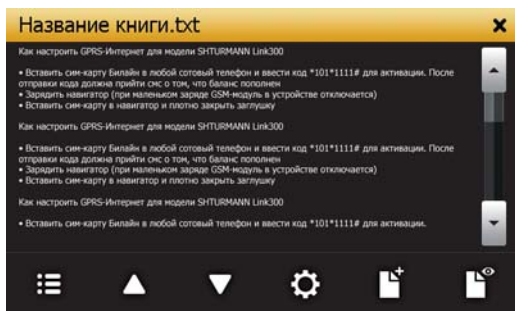 Название книги.txt
Как настроить GPRS-Интернет для модели SHTURMANN Link300
• Вставить сим-карту Билайн в любой сотовый телефон и ввести код *101*1111# для активации. После
отправки кода должна прийти смс о том, что баланс пополнен
• Зарядить навигатор (при маленьком заряде GSM-модуль в устройстве отключается)
• Вставить сим-карту в навигатор и плотно закрыть заглушку
Как настроить GPRS-Интернет для модели SHTURMANN Link300
• Вставить сим-карту Билайн в любой сотовый телефон и ввести код *101*1111# для активации. После
отправки кода должна прийти смс о том, что баланс пополнен
• Зарядить навигатор (при маленьком заряде GSM-модуль в устройстве отключается)
• Вставить сим-карту в навигатор и плотно закрыть заглушку
Как настроить GPRS-Интернет для модели SHTURMANN Link300
• Вставить сим-карту Билайн в любой сотовый телефон и ввести код *101*1111# для активации.